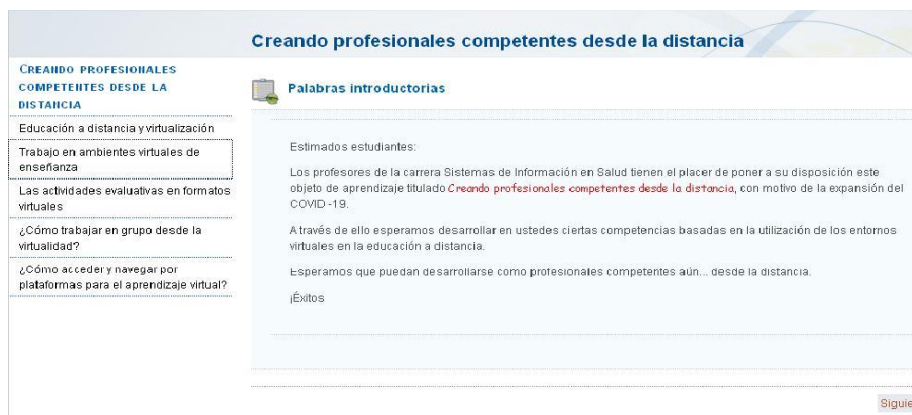 Creando profesionales competentes desde la distancia
CREANDO PROFESIONALES
COMPETENTES DESDE LA
DISTANCIA
Educación a distancia y virtualización
Trabajo en ambientes virtuales de
enseñanza
Las actividades evaluativas en formatos
virtuales
¿Cómo trabajar en grupo desde la
virtualidad?
¿Cómo acceder y navegar por
plataformas para el aprendizaje virtual?
Palabras introductorias
Estimados estudiantes:
Los profesores de la carrera Sistemas de Información en Salud tienen el placer de poner a su disposición este
objeto de aprendizaje titulado Creando profesionales competentes desde la distancia, con motivo de la expansión del
COVID -19.
A través de ello esperamos desarrollar en ustedes ciertas competencias basadas en la utilización de los entornos
virtuales en la educación a distancia.
Esperamos que puedan desarrollarse como profesionales competentes aún... desde la distancia.
¡Éxitos
Siguie